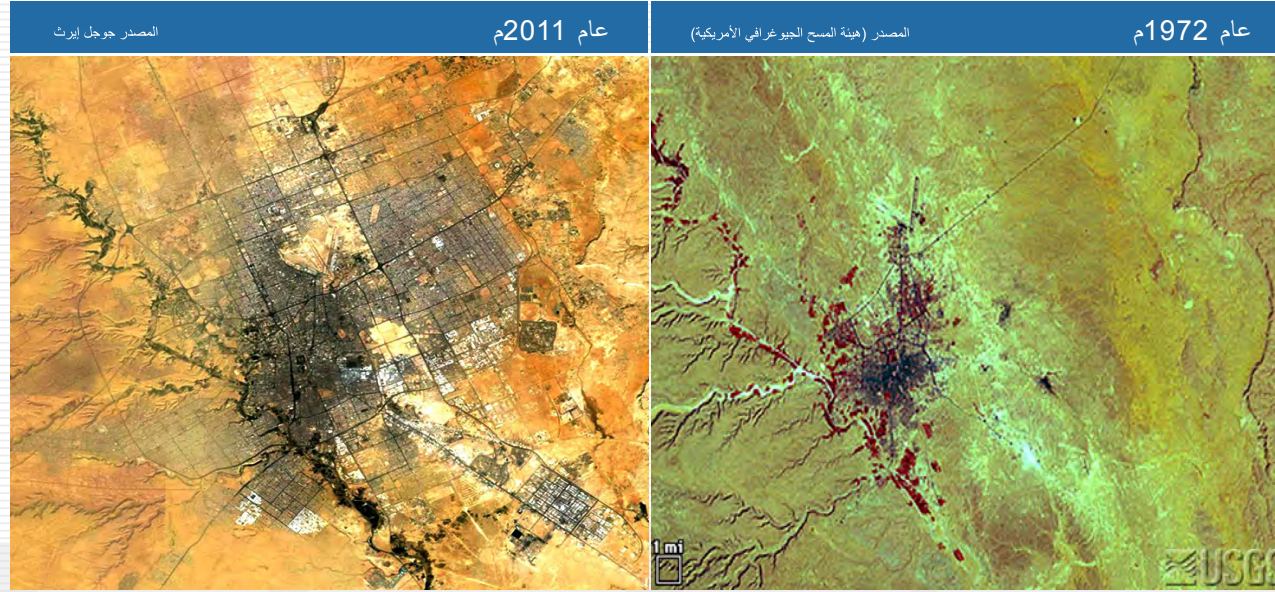 عام 1972م
المصدر (هيئة المسح الجيوغرافي الأمريكية)
عام 2011م
المصدر جوجل إيرث
1 mi
USGS